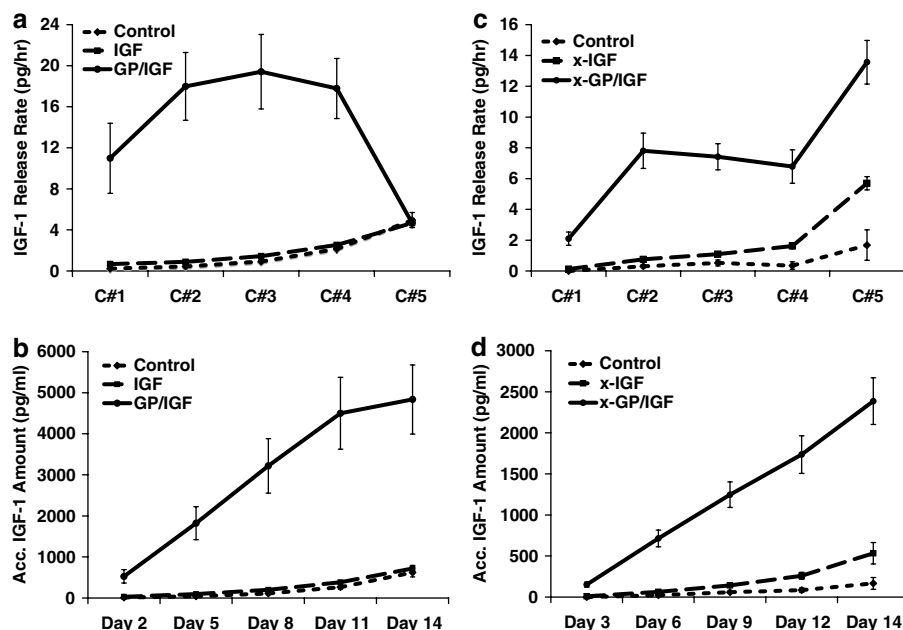 a
Control
IGF
GP/IGF
IGF-1 Release Rate (pg/hr)
24
20
16
12
8
4
0
C#1 C#2 C#3 C#4 C#5
c
Control
x-IGF
x-GP/IGF
IGF-1 Release Rate (pg/hr)
16
14
12
10
8
6
4
2
0
C#1 C#2 C#3 C#4 C#5
b
Control
IGF
GP/IGF
Acc. IGF-1 Amount (pg/ml)
6000
5000
4000
3000
2000
1000
0
Day 2 Day 5 Day 8 Day 11 Day 14
d
Control
x-IGF
x-GP/IGF
Acc. IGF-1 Amount (pg/ml)
3000
2500
2000
1500
1000
500
0
Day 3 Day 6 Day 9 Day 12 Day 14